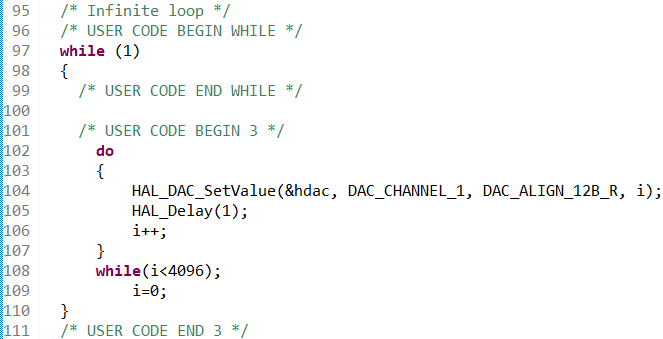 95 /* Infinite loop */
96 /* USER CODE BEGIN WHILE */
97 while (1)
98 {
99 /* USER CODE END WHILE */
100
101 /* USER CODE BEGIN 3 */
102 do
103 {
104 HAL_DAC_SetValue(&hdac, DAC_CHANNEL_1, DAC_ALIGN_12B_R, i);
105 HAL_Delay(1);
106 i++;
107 }
108 while(i<4096);
109 i=0;
110 }
111 /* USER CODE END 3 */